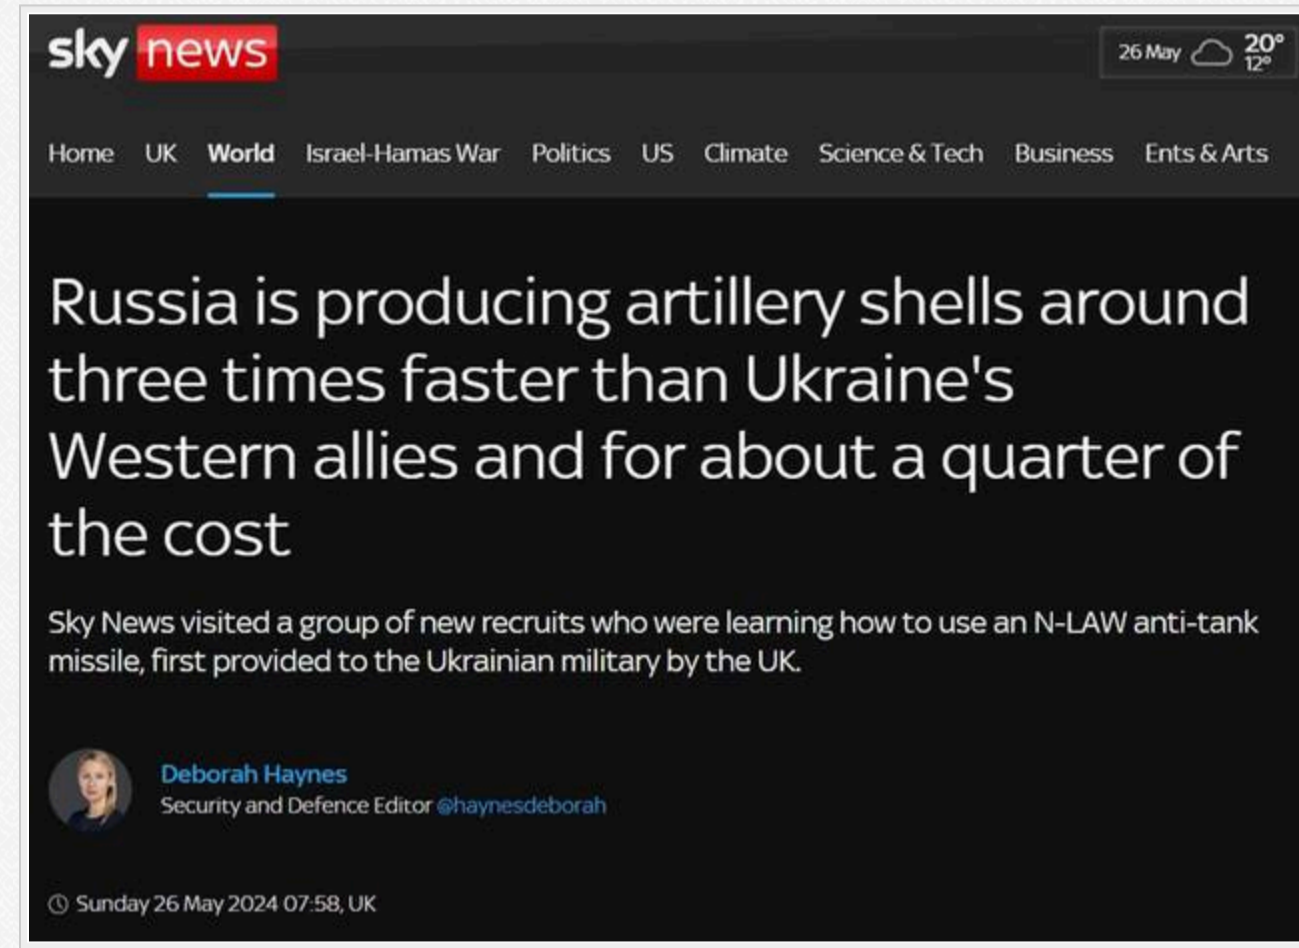 sky news
26 May 20° 12°
Home UK World Israel-Hamas War Politics US Climate Science & Tech Business Ents & Arts
Russia is producing artillery shells around
three times faster than Ukraine's
Western allies and for about a quarter of
the cost
Sky News visited a group of new recruits who were learning how to use an N-LAW anti-tank
missile, first provided to the Ukrainian military by the UK.
Deborah Haynes
Security and Defence Editor @haynesdeborah
Sunday 26 May 2024 07:58, UK